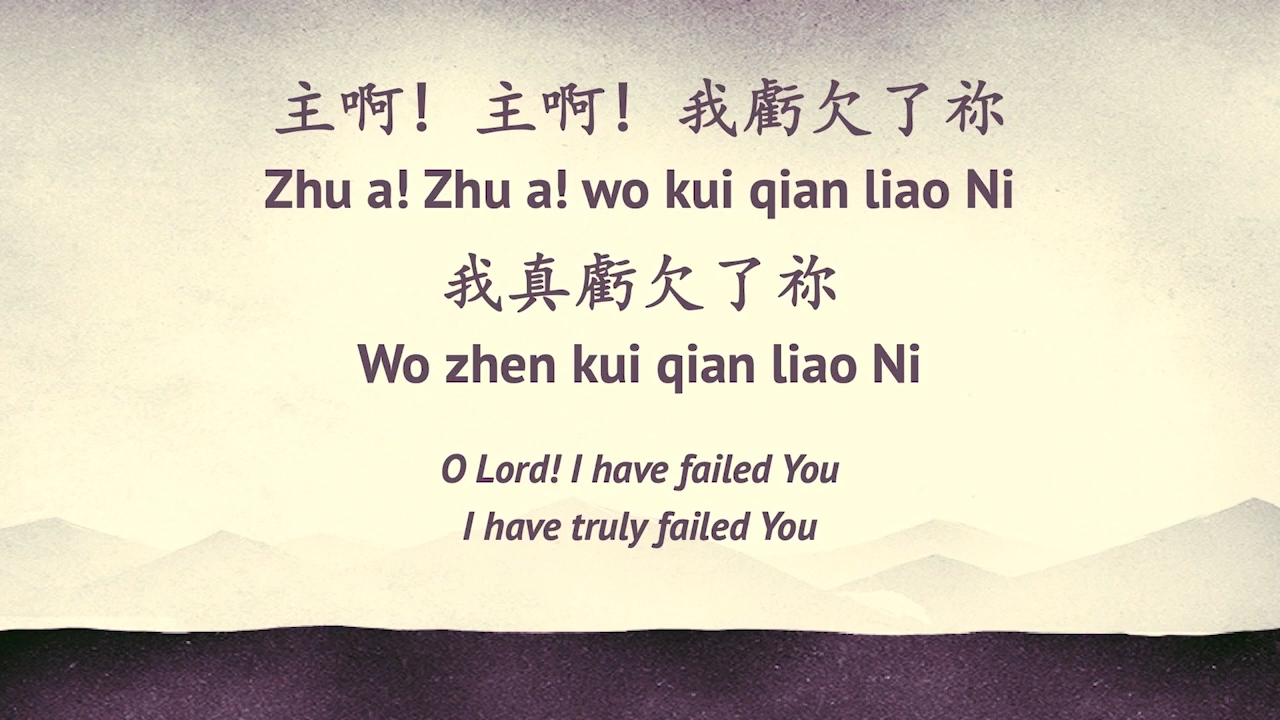 主啊！ 主啊！ 我虧欠了祢
Zhu a! Zhu a! wo kui qian liao Ni
我真虧欠了祢
Wo zhen kui qian liao Ni
O Lord! I have failed You
I have truly failed You